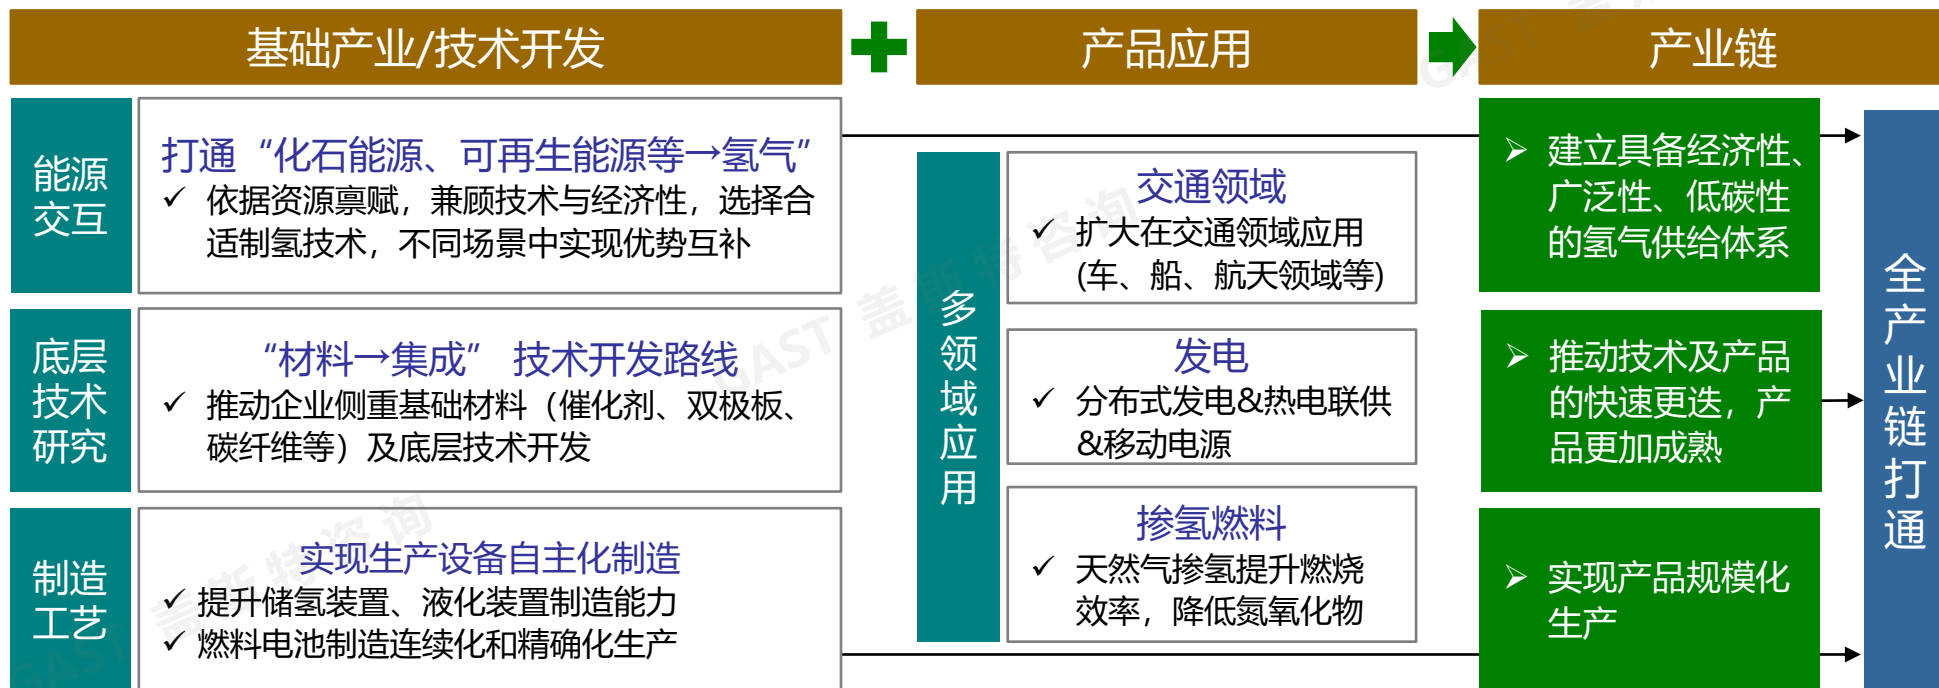 基础产业/技术开发
产品应用
产业链
能源
交互
打通“化石能源、可再生能源等→氢气”
✓ 依据资源禀赋，兼顾技术与经济性，选择合
适制氢技术，不同场景中实现优势互补
底层
技术
研究
“材料→集成” 技术开发路线
✓ 推动企业侧重基础材料（催化剂、双极板、
碳纤维等）及底层技术开发
制造
工艺
实现生产设备自主化制造
✓ 提升储氢装置、液化装置制造能力
✓ 燃料电池制造连续化和精确化生产
多领域应用
交通领域
✓ 扩大在交通领域应用
(车、船、航天领域等)
发电
✓ 分布式发电&热电联供
&移动电源
掺氢燃料
✓ 天然气掺氢提升燃烧
效率，降低氮氧化物
➢ 建立具备经济性、
广泛性、低碳性
的氢气供给体系
➢ 推动技术及产品
的快速更迭，产
品更加成熟
➢ 实现产品规模化
生产
全产业链打通
GAST 盖斯特咨询
GAST 盖斯特咨询